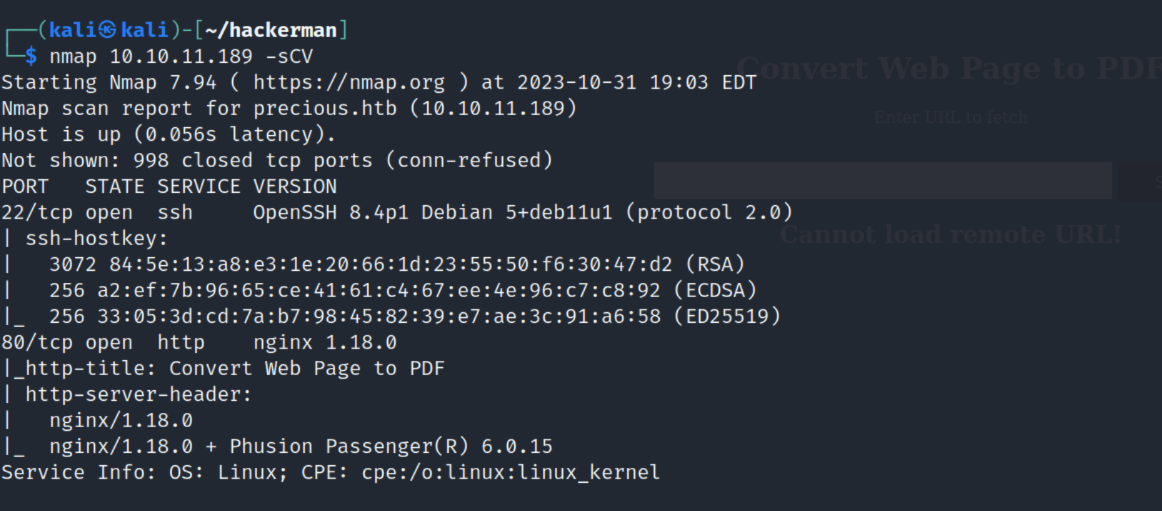 ┌──(kali㉿kali)-[~/hackerman]
└─$ nmap 10.10.11.189 -sCV
Starting Nmap 7.94 ( https://nmap.org ) at 2023-10-31 19:03 EDT
Nmap scan report for precious.htb (10.10.11.189)
Host is up (0.056s latency).
Not shown: 998 closed tcp ports (conn-refused)
PORT   STATE SERVICE VERSION
22/tcp open  ssh     OpenSSH 8.4p1 Debian 5+deb11u1 (protocol 2.0)
| ssh-hostkey:
|   3072 84:5e:13:a8:e3:1e:20:66:1d:23:55:50:f6:30:47:d2 (RSA)
|   256 a2:ef:7b:96:65:ce:41:61:c4:67:ee:4e:96:c7:c8:92 (ECDSA)
|_  256 33:05:3d:cd:7a:b7:98:45:82:39:e7:ae:3c:91:a6:58 (ED25519)
80/tcp open  http    nginx 1.18.0
|_http-title: Convert Web Page to PDF
| http-server-header:
|   nginx/1.18.0
|_  nginx/1.18.0 + Phusion Passenger(R) 6.0.15
Service Info: OS: Linux; CPE: cpe:/o:linux:linux_kernel
Convert Web Page to PDF
Enter URL to fetch
Cannot load remote URL!